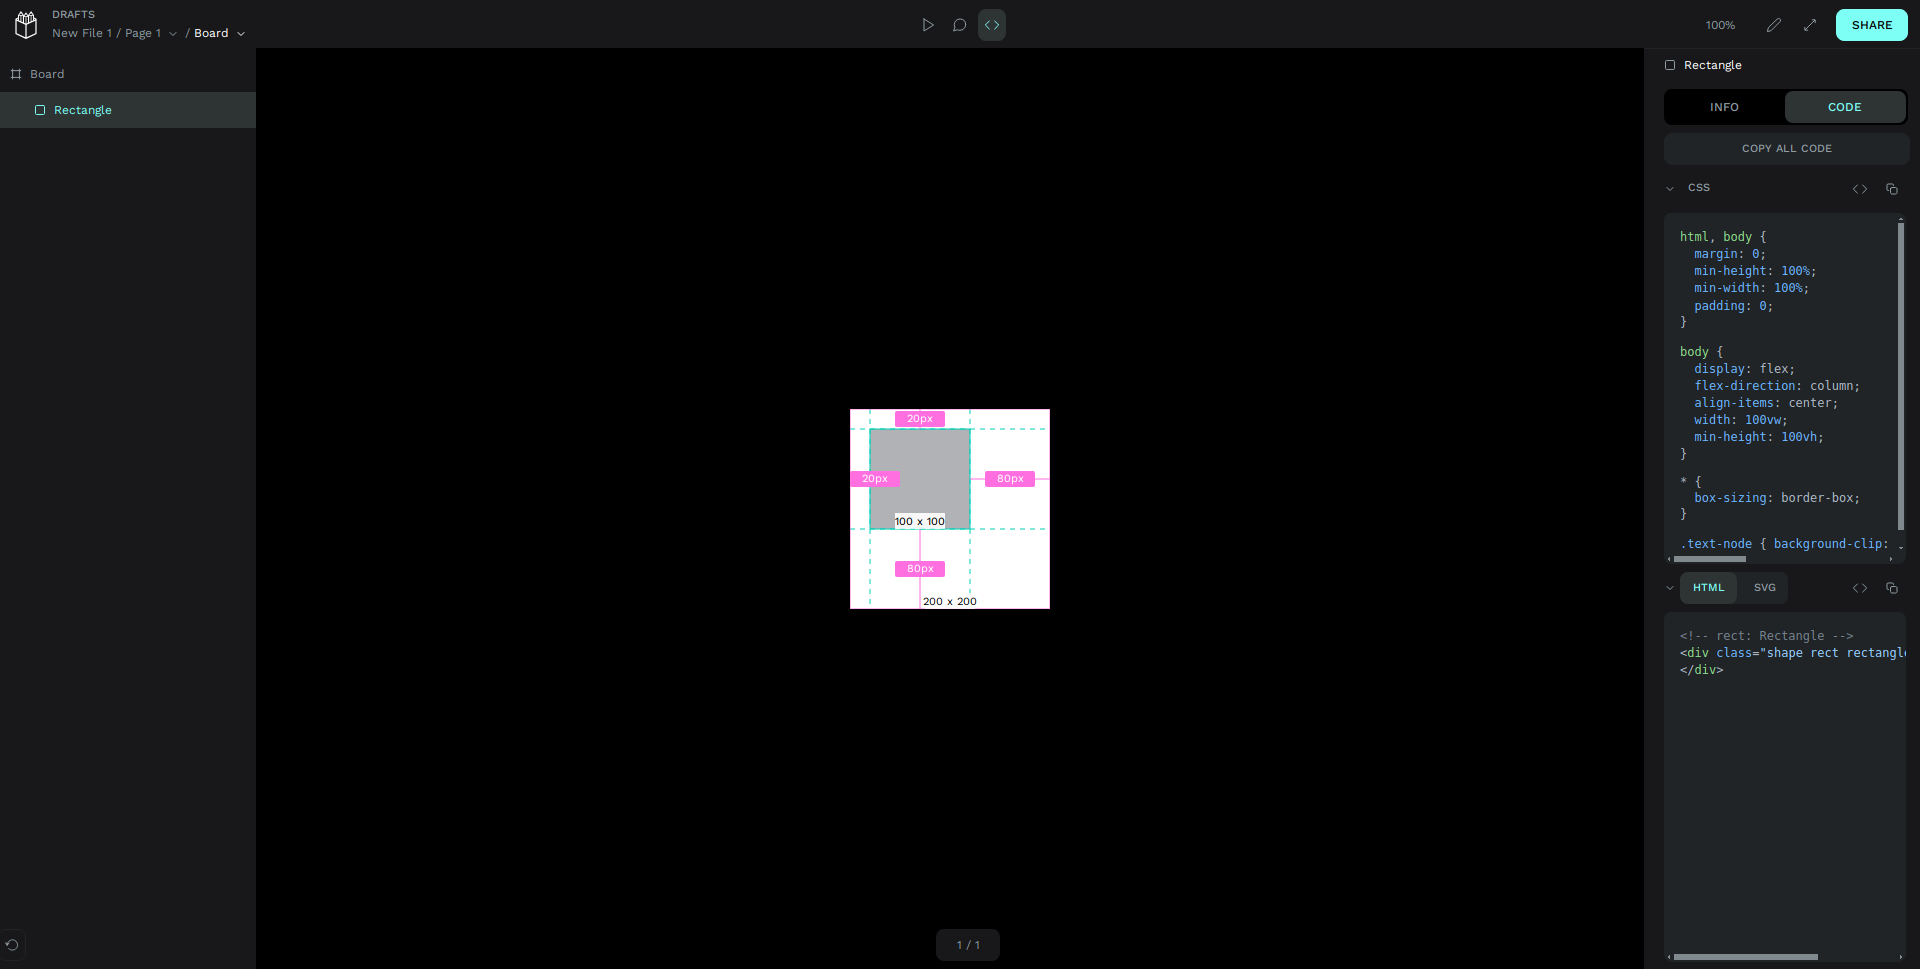 DRAFTS
New File 1 / Page 1 / Board
100%
SHARE
Board
Rectangle
20px
20px
80px
100 x 100
80px
200 x 200
1 / 1
Rectangle
INFO
CODE
COPY ALL CODE
CSS
html, body {
margin: 0;
min-height: 100%;
min-width: 100%;
padding: 0;
}
body {
display: flex;
flex-direction: column;
align-items: center;
width: 100vw;
min-height: 100vh;
}
* {
box-sizing: border-box;
}
.text-node { background-clip:
HTML
SVG
<!-- rect: Rectangle -->
<div class="shape rect rectangle
</div>